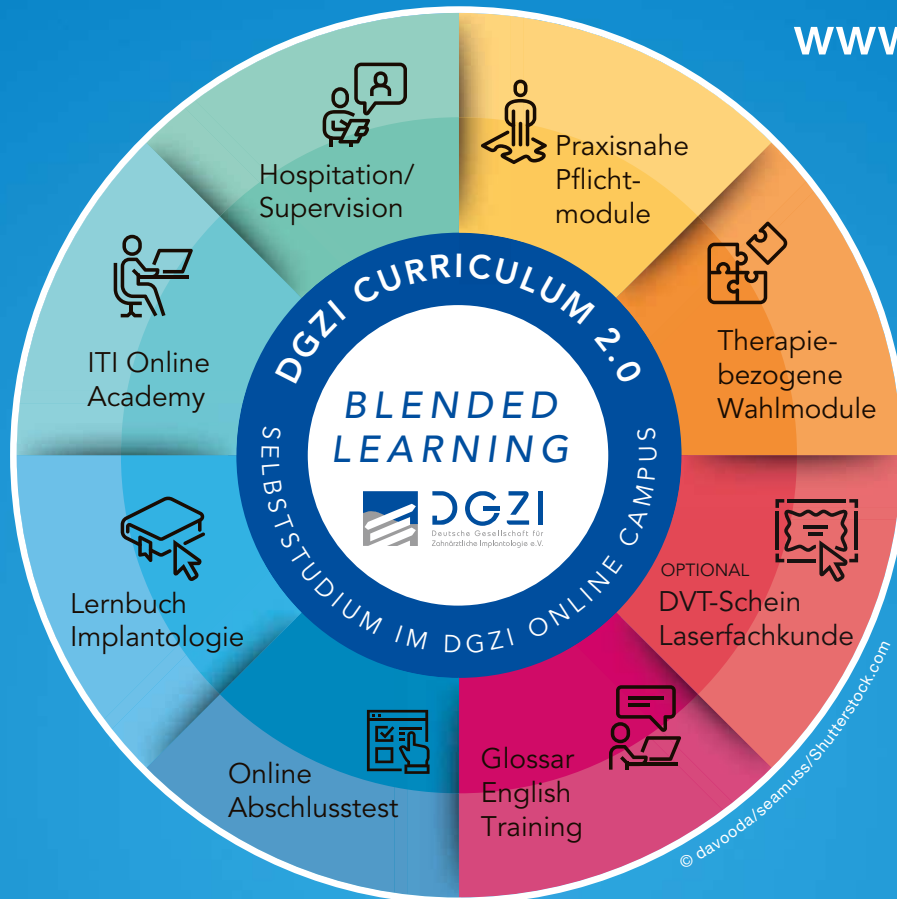 www
Hospitation/
Supervision
Praxisnahe
Pflicht-
module
Therapie-
bezogene
Wahlmodule
OPTIONAL
DVT-Schein
Laserfachkunde
Glossar
English
Training
Online
Abschlusstest
Lernbuch
Implantologie
ITI Online
Academy
DGZI CURRICULUM 2.0
SELBSTSTUDIUM IM DGZI ONLINE CAMPUS
BLENDED
LEARNING
DGZI
Deutsche Gesellschaft für
Zahnärztliche Implantologie e.V.
© davooda/seamuss/Shutterstock.com